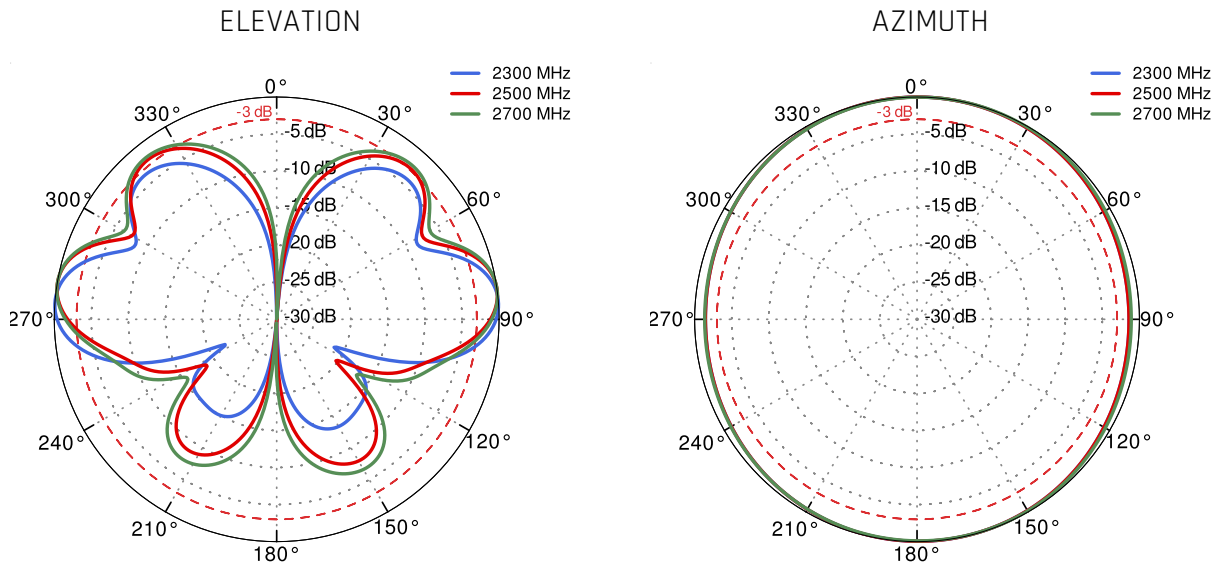 ELEVATION
2300 MHz
2500 MHz
2700 MHz
0°
30°
60°
90°
120°
150°
180°
210°
240°
270°
300°
330°
-3 dB
-5 dB
-10 dB
-15 dB
-20 dB
-25 dB
-30 dB
AZIMUTH
2300 MHz
2500 MHz
2700 MHz
0°
30°
60°
90°
120°
150°
180°
210°
240°
270°
300°
330°
-3 dB
-5 dB
-10 dB
-15 dB
-20 dB
-25 dB
-30 dB